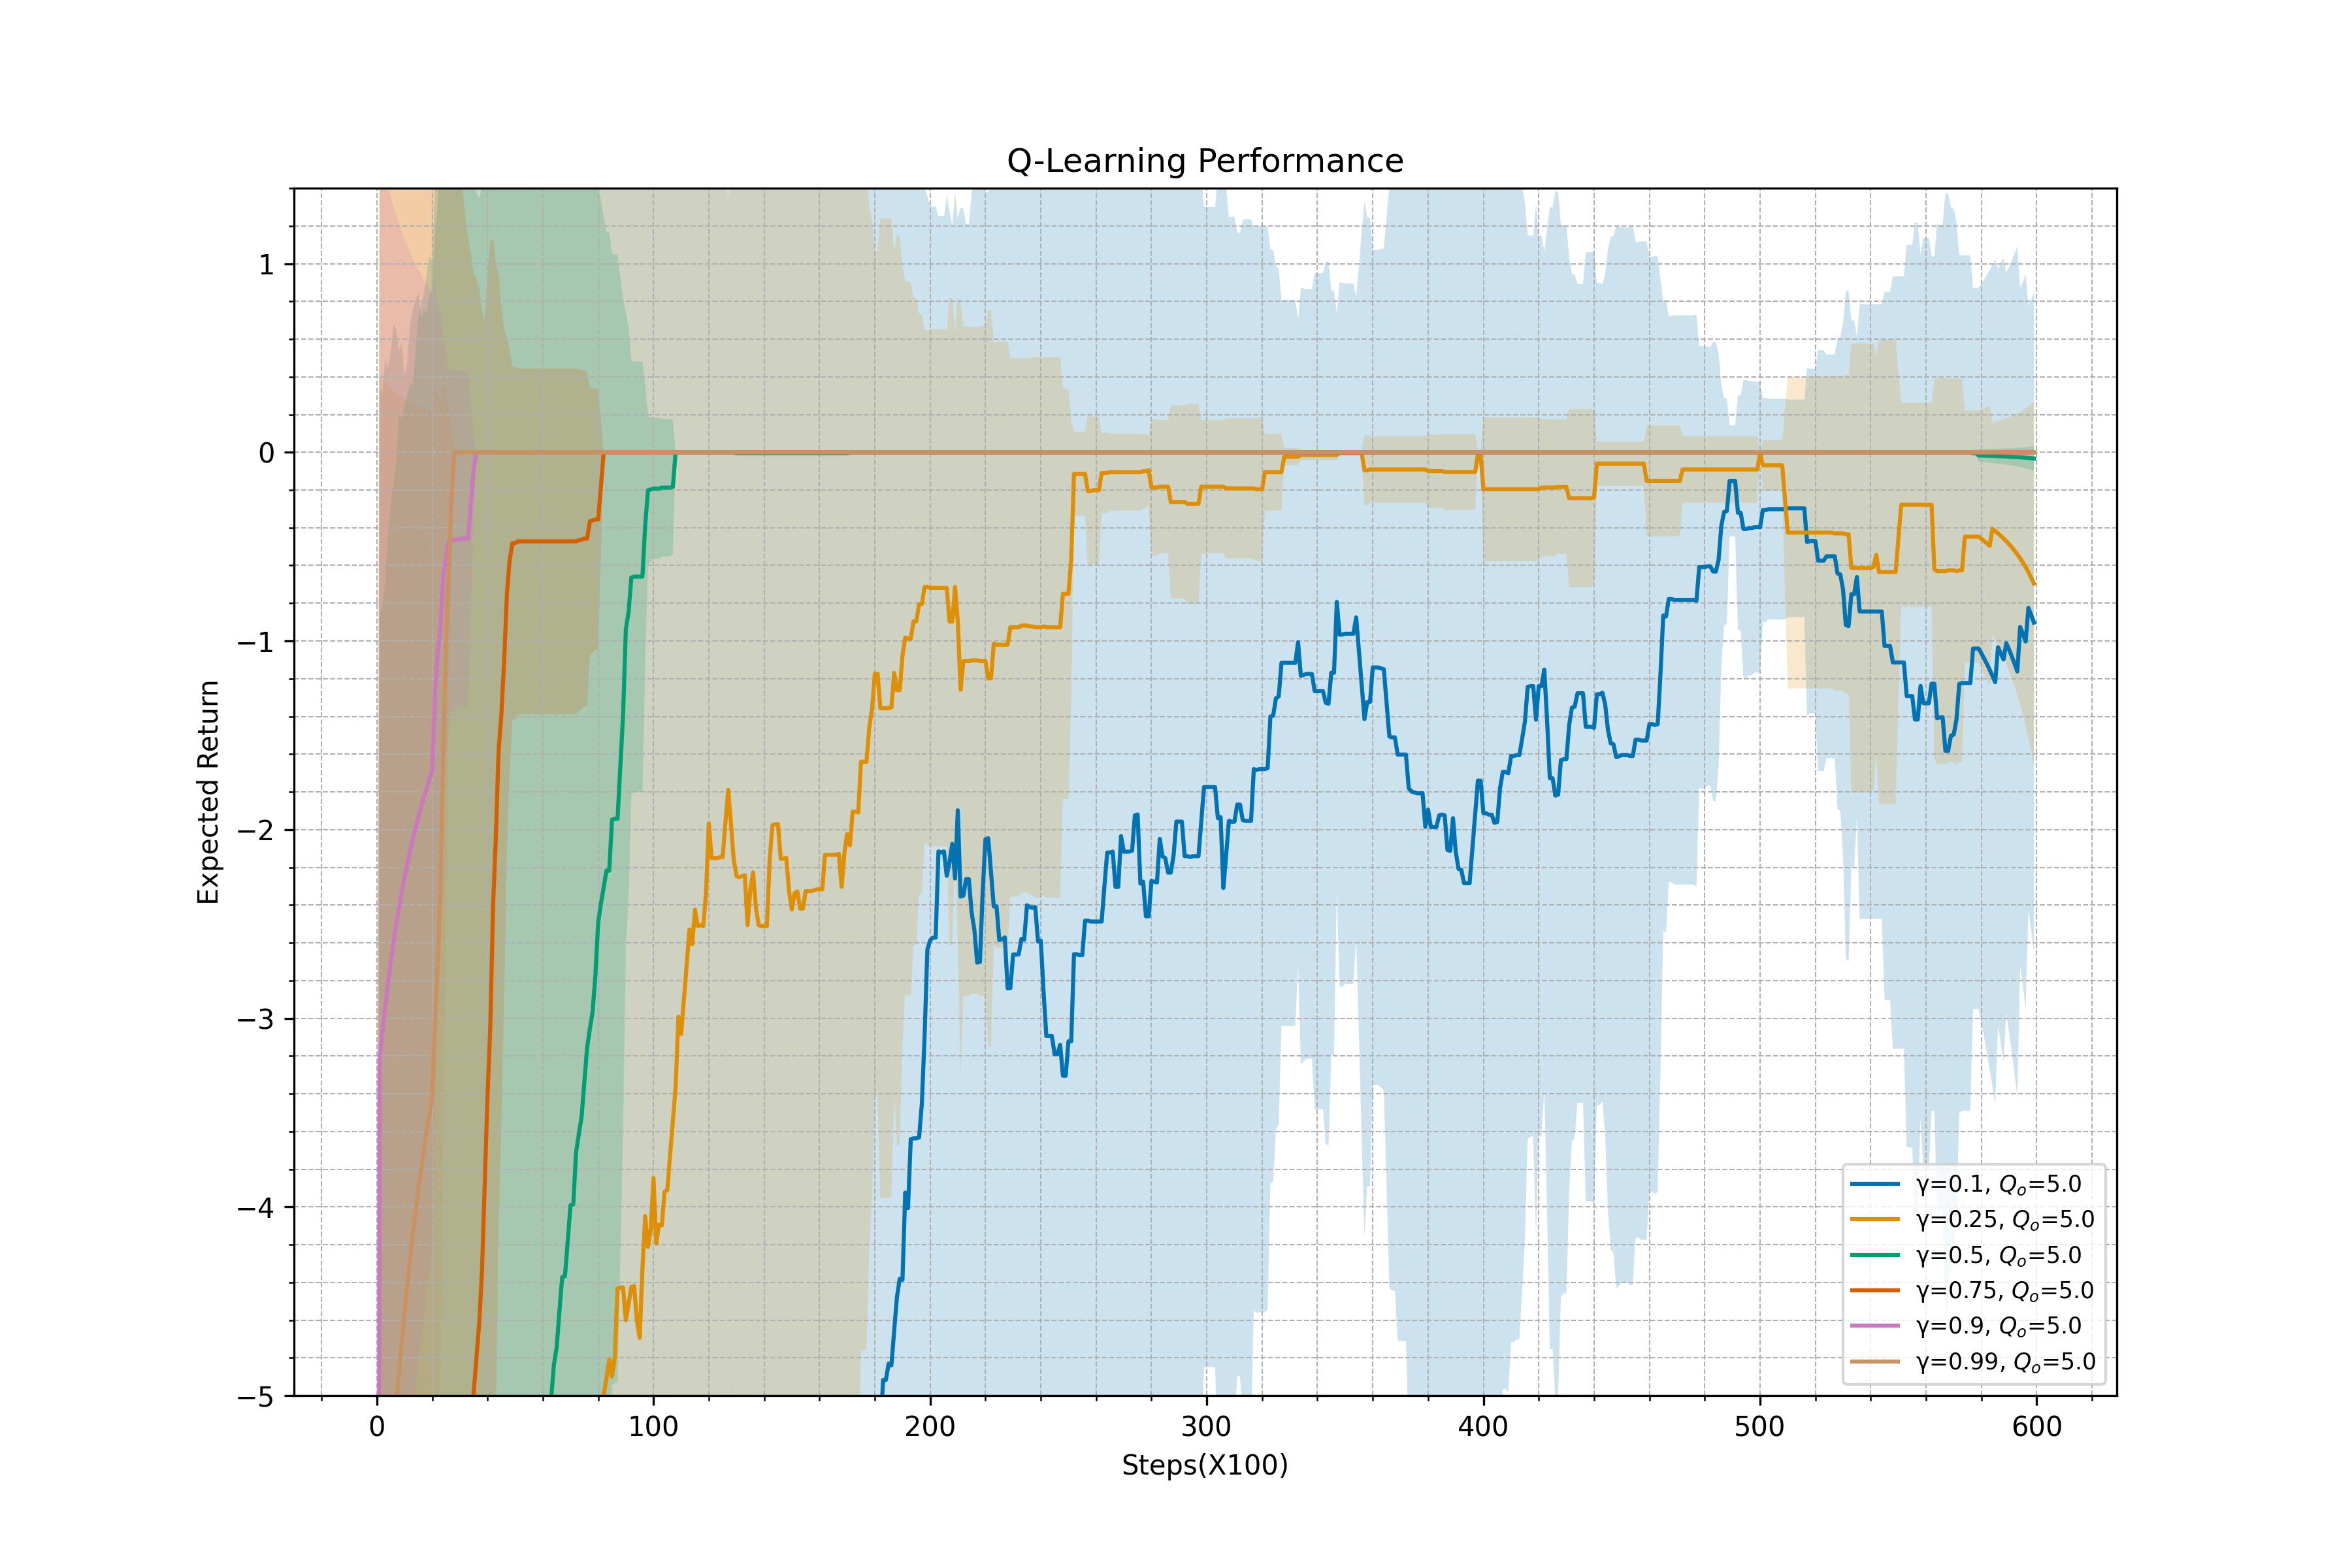 Q-Learning Performance
Expected Return
1
0
−1
−2
−3
−4
−5
0 100 200 300 400 500 600
Steps(X100)
γ=0.1, Qₒ=5.0
γ=0.25, Qₒ=5.0
γ=0.5, Qₒ=5.0
γ=0.75, Qₒ=5.0
γ=0.9, Qₒ=5.0
γ=0.99, Qₒ=5.0